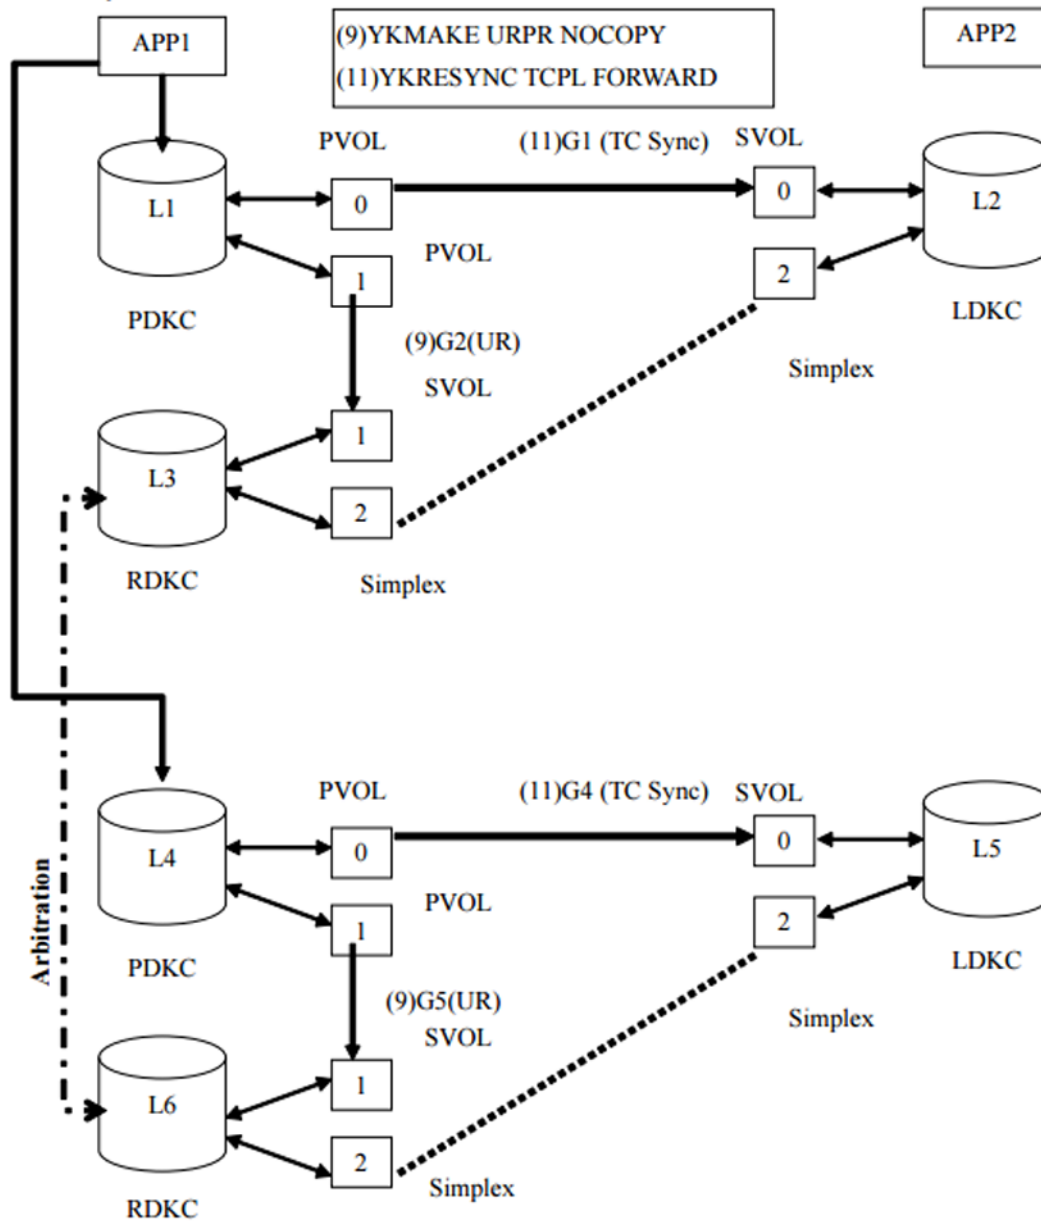 APP1
(9)YKMAKE URPR NOCOPY
(11)YKRESYNC TCPL FORWARD
APP2
PVOL
(11)G1 (TC Sync)
SVOL
L1
0
0
L2
PVOL
1
2
PDKC
LDKC
(9)G2(UR)
SVOL
Simplex
1
L3
2
RDKC
Simplex
PVOL
(11)G4 (TC Sync)
SVOL
L4
0
0
L5
PVOL
1
2
Arbitration
PDKC
LDKC
(9)G5(UR)
SVOL
Simplex
1
L6
2
Simplex
RDKC